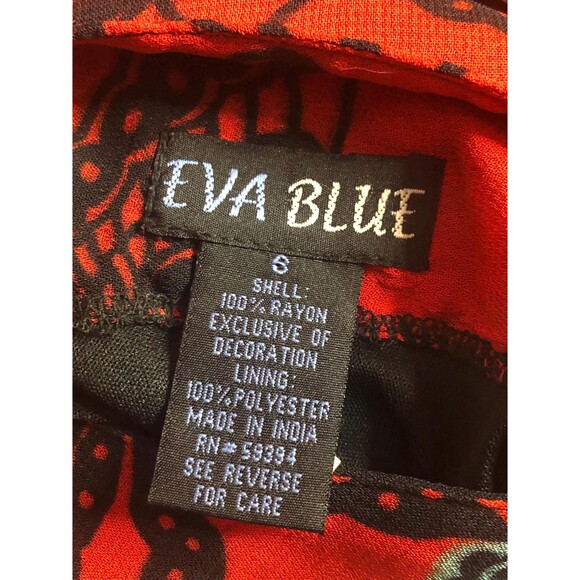 EVA BLUE
6
SHELL:
100% RAYON
EXCLUSIVE OF
DECORATION
LINING:
100% POLYESTER
MADE IN INDIA
RN# 59394
SEE REVERSE
FOR CARE